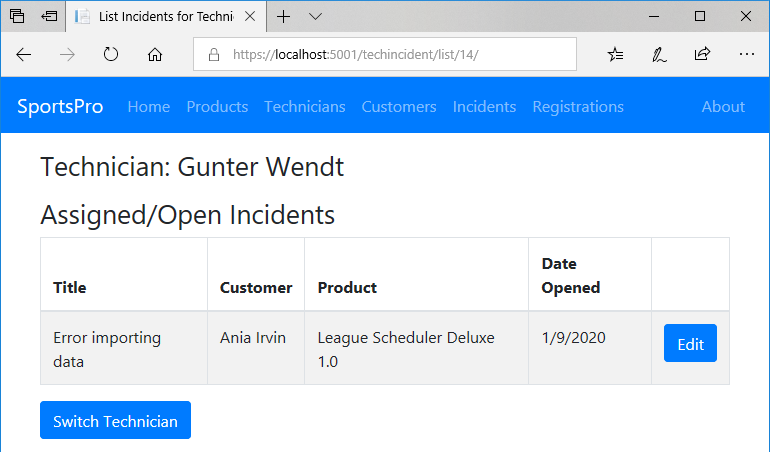 List Incidents for Techni
https://localhost:5001/techincident/list/14/
SportsPro Home Products Technicians Customers Incidents Registrations About
Technician: Gunter Wendt
Assigned/Open Incidents
Title Customer Product Date
Opened
Error importing Ania Irvin League Scheduler Deluxe 1/9/2020 Edit
data 1.0
Switch Technician